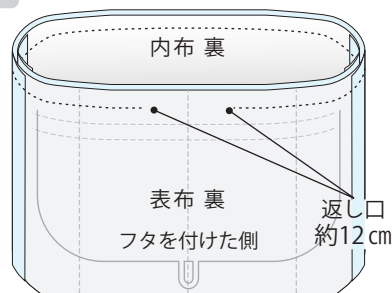 内布 裏
表布 裏
フタを付けた側
返し口
約12㎝